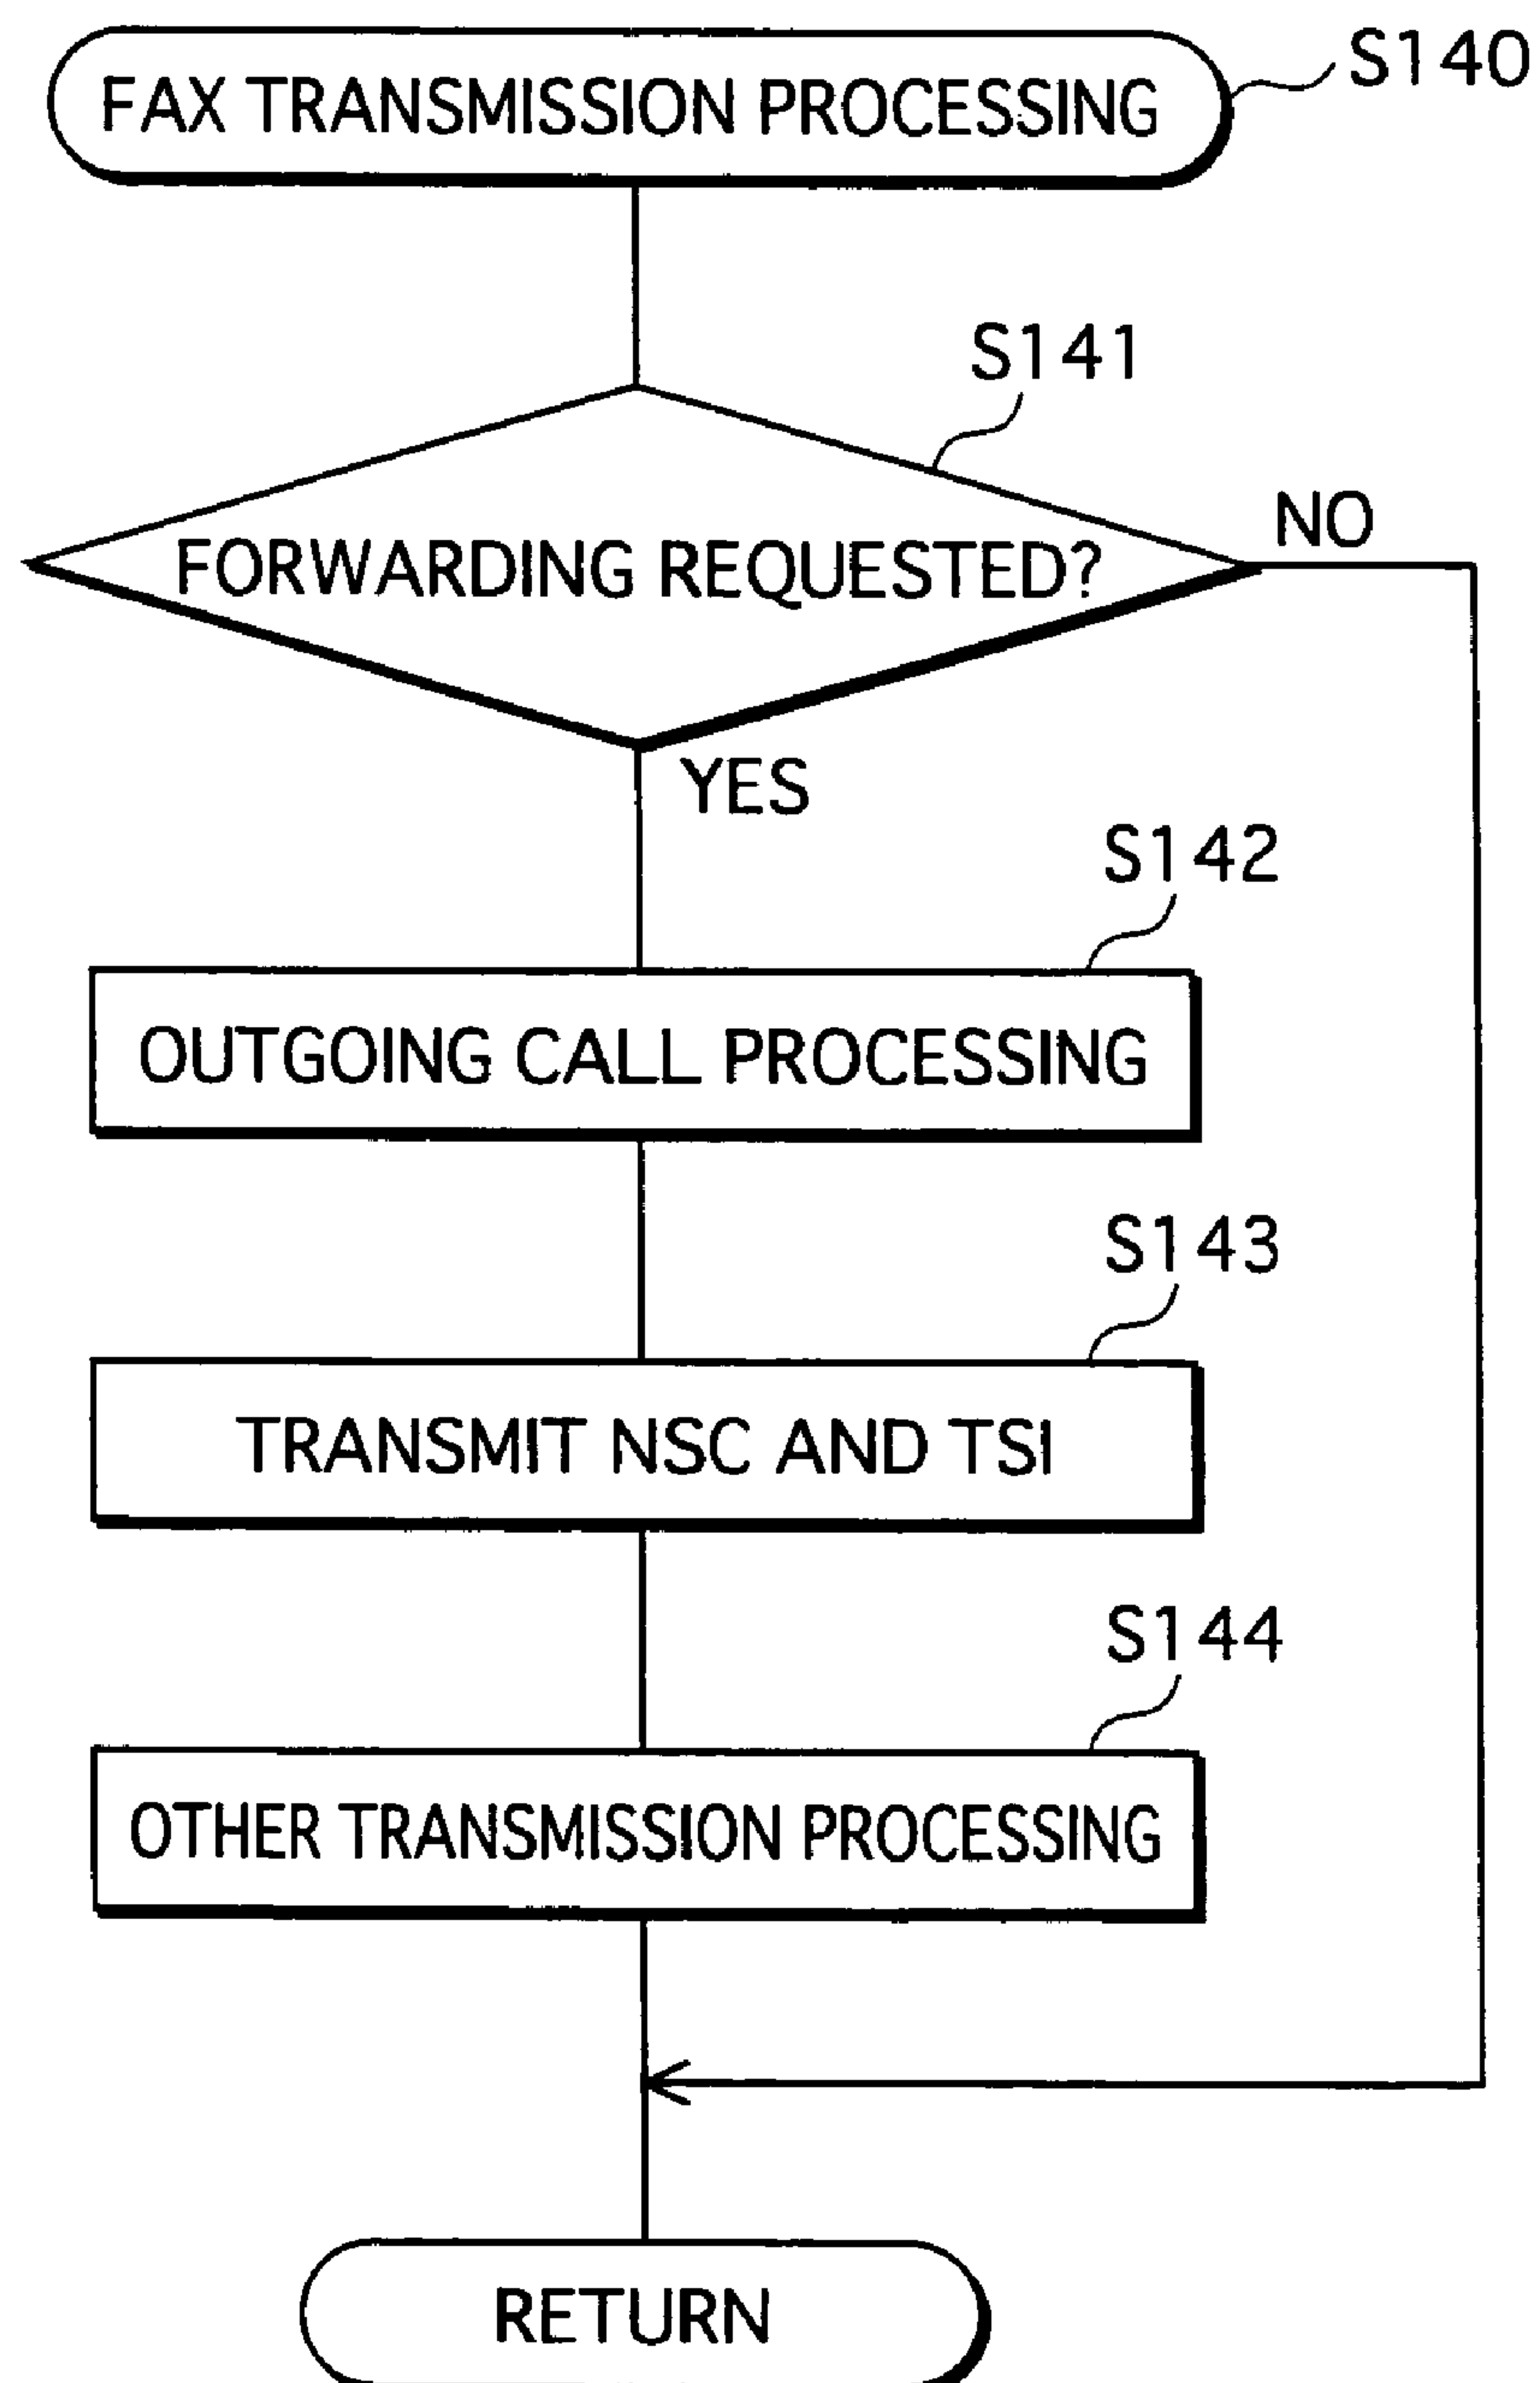 FAX TRANSMISSION PROCESSING
S140
S141
FORWARDING REQUESTED?
NO
YES
S142
OUTGOING CALL PROCESSING
S143
TRANSMIT NSC AND TSI
S144
OTHER TRANSMISSION PROCESSING
RETURN